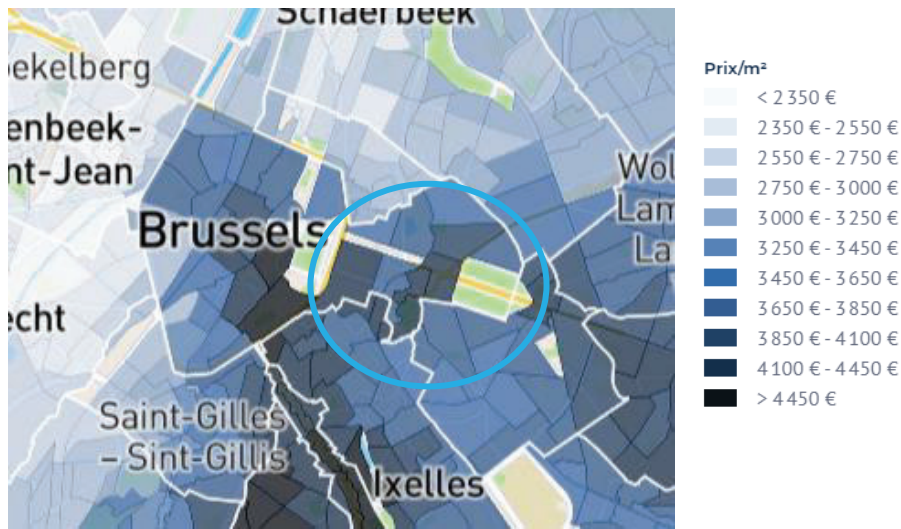 Schaerbeek
oekelberg
enbeek-
nt-Jean
Wol
Lam
La
Brussels
echt
Saint-Gilles
– Sint-Gillis
Ixelles
Prix/m²
< 2 350 €
2 350 € - 2 550 €
2 550 € - 2 750 €
2 750 € - 3 000 €
3 000 € - 3 250 €
3 250 € - 3 450 €
3 450 € - 3 650 €
3 650 € - 3 850 €
3 850 € - 4 100 €
4 100 € - 4 450 €
> 4 450 €